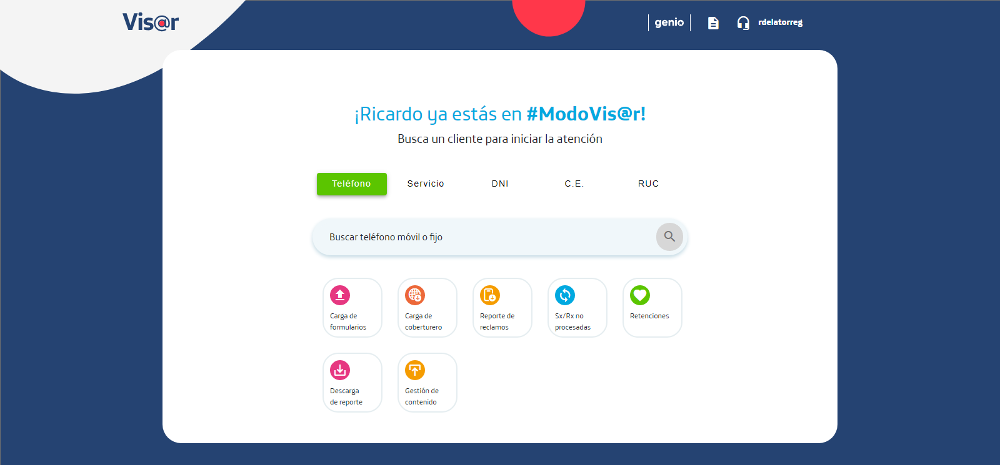 Vis@r
genio
rdelatorreg
¡Ricardo ya estás en #ModoVis@r!
Busca un cliente para iniciar la atención
Teléfono
Servicio
DNI
C.E.
RUC
Buscar teléfono móvil o fijo
Carga de
formularios
Carga de
coberturero
Reporte de
reclamos
Sx/Rx no
procesadas
Retenciones
Descarga
de reporte
Gestión de
contenido